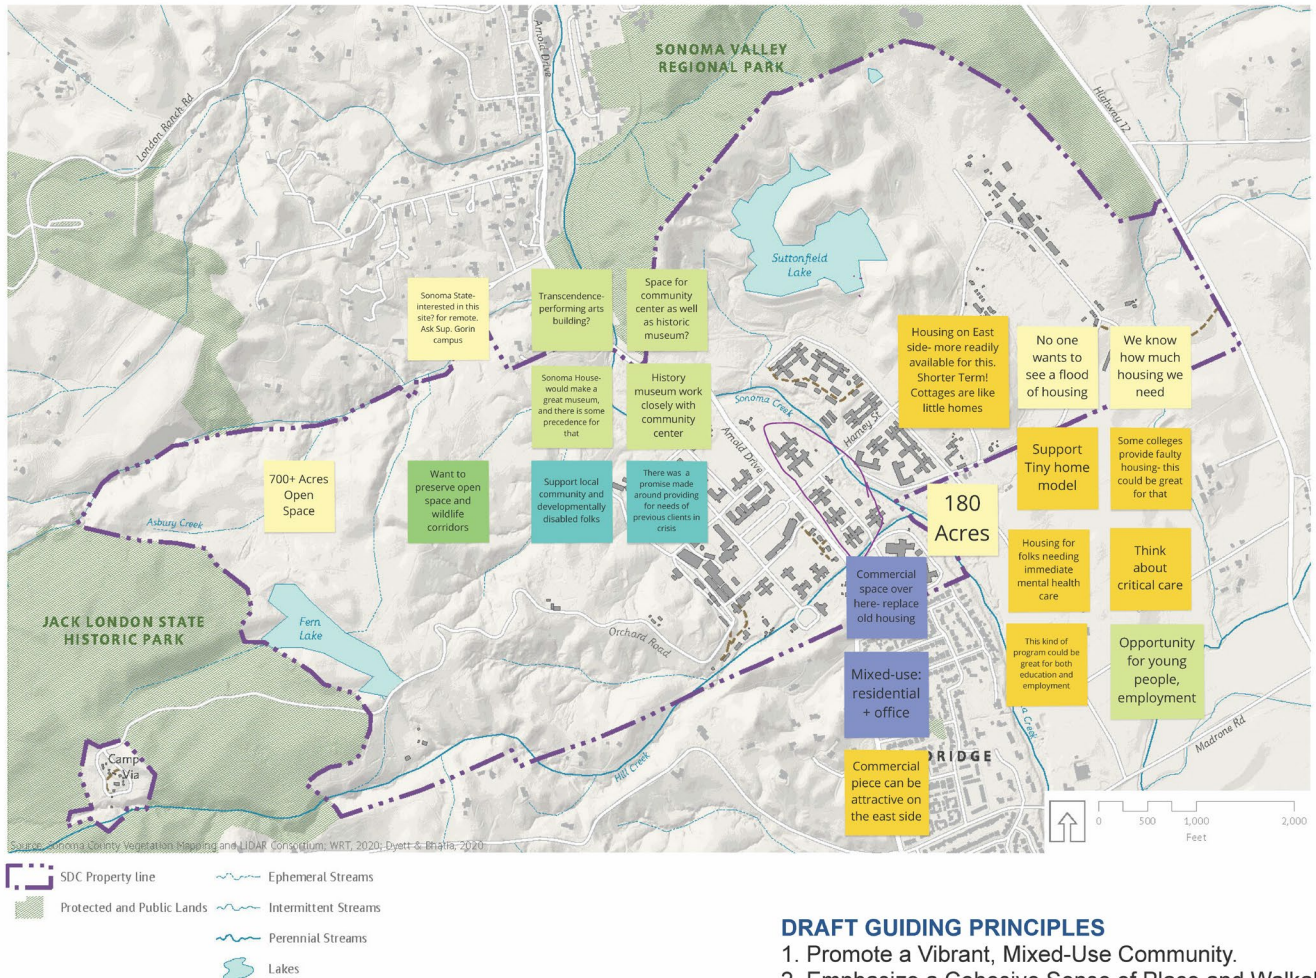 SONOMA VALLEY
REGIONAL PARK
Arnold Drive
London Ranch Rd
Highway 12
Suttonfield
Lake
Sonoma State-
interested in this
site? for remote.
Ask Sup. Gorin
campus
Transcendence-
performing arts
building?
Space for
community
center as well
as historic
museum?
Housing on East
side- more readily
available for this.
Shorter Term!
Cottages are like
little homes
No one
wants to
see a flood
of housing
We know
how much
housing we
need
Sonoma House-
would make a
great museum,
and there is some
precedence for
that
History
museum work
closely with
community
center
Sonoma Creek
Arnold Drive
Harney St
700+ Acres
Open
Space
Want to
preserve open
space and
wildlife
corridors
Support local
community and
developmentally
disabled folks
There was a
promise made
around providing
for needs of
previous clients in
crisis
Support
Tiny home
model
Some colleges
provide faulty
housing- this
could be great
for that
180
Acres
Asbury Creek
Commercial
space over
here- replace
old housing
Housing for
folks needing
immediate
mental health
care
Think
about
critical care
JACK LONDON STATE
HISTORIC PARK
Fern
Lake
Orchard Road
Mixed-use:
residential
+ office
This kind of
program could be
great for both
education and
employment
Opportunity
for young
people,
employment
Creek
Madrone Rd
Camp
Via
Hill Creek
DRIDGE
Commercial
piece can be
attractive on
the east side
0 500 1,000 2,000
Feet
Source: Sonoma County Vegetation Mapping and LIDAR Consortium; WRT, 2020; Dyett & Bhatia, 2020
SDC Property line
Protected and Public Lands
Ephemeral Streams
Intermittent Streams
Perennial Streams
Lakes
DRAFT GUIDING PRINCIPLES
1. Promote a Vibrant, Mixed-Use Community.
2. Emphasize a Cohesive Sense of Place and